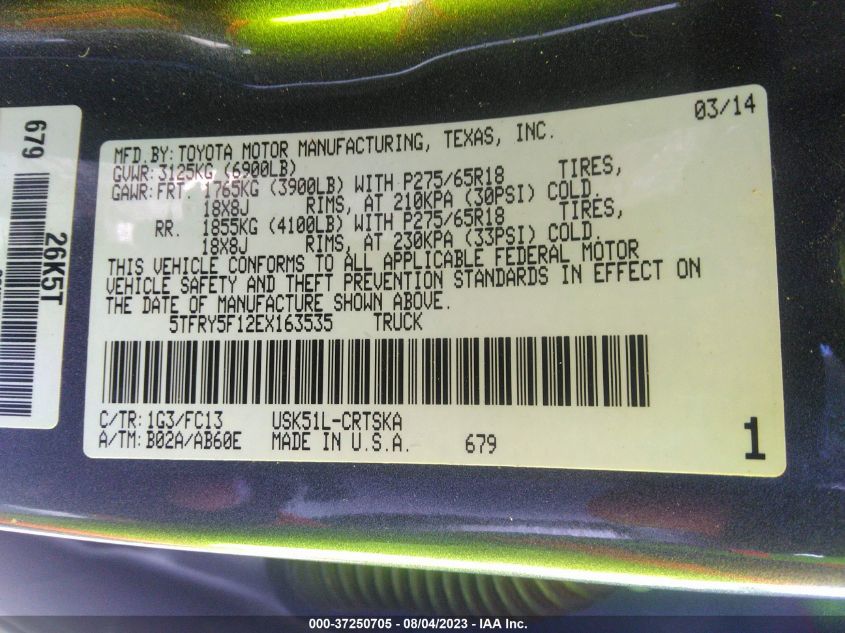 03/14
MFD.BY:TOYOTA MOTOR MANUFACTURING, TEXAS, INC.
GVWR:3125KG (6900LB)
GAWR:FRT. 1765KG (3900LB) WITH P275/65R18 TIRES,
18X8J RIMS, AT 210KPA (30PSI) COLD.
RR. 1855KG (4100LB) WITH P275/65R18 TIRES,
18X8J RIMS, AT 230KPA (33PSI) COLD.
THIS VEHICLE CONFORMS TO ALL APPLICABLE FEDERAL MOTOR
VEHICLE SAFETY AND THEFT PREVENTION STANDARDS IN EFFECT ON
THE DATE OF MANUFACTURE SHOWN ABOVE.
5TFRY5F12EX163535 TRUCK
C/TR: 1G3/FC13 USK51L-CRTSKA
A/TM: B02A/AB60E MADE IN U.S.A. 679
1
679
26K5T
000-37250705 - 08/04/2023 - IAA Inc.